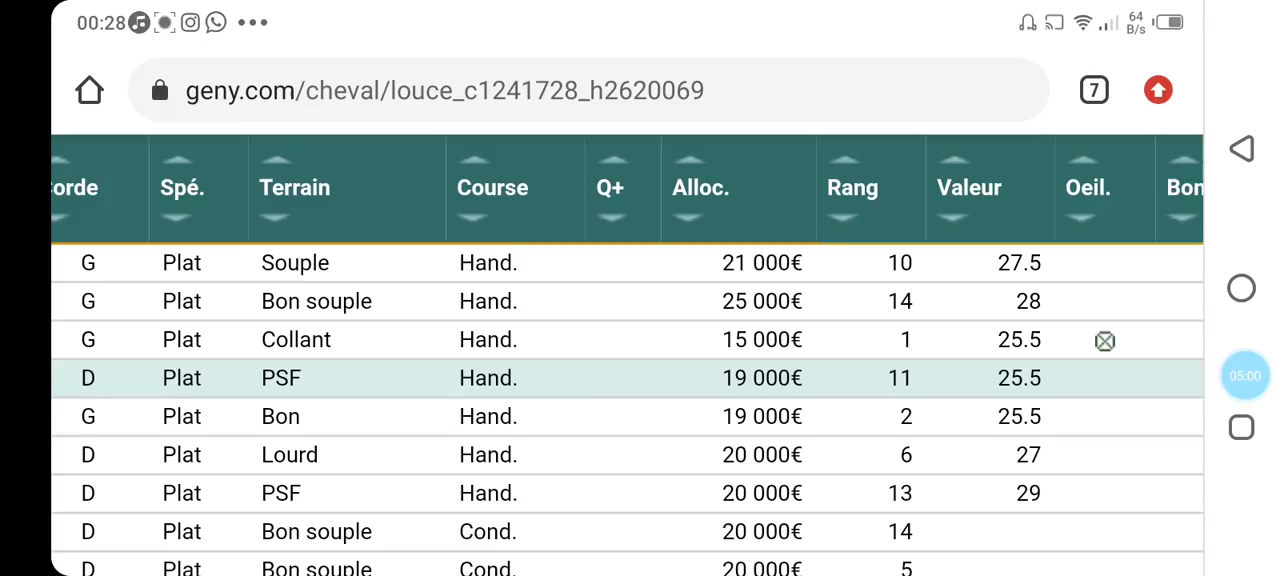 00:28 64 B/s
geny.com/cheval/louce_c1241728_h2620069 7
orde Spé. Terrain Course Q+ Alloc. Rang Valeur Oeil. Bon
G Plat Souple Hand. 21 000€ 10 27.5
G Plat Bon souple Hand. 25 000€ 14 28
G Plat Collant Hand. 15 000€ 1 25.5
D Plat PSF Hand. 19 000€ 11 25.5
05:00
G Plat Bon Hand. 19 000€ 2 25.5
D Plat Lourd Hand. 20 000€ 6 27
D Plat PSF Hand. 20 000€ 13 29
D Plat Bon souple Cond. 20 000€ 14
D Plat Bon souple Cond. 20 000€ 5